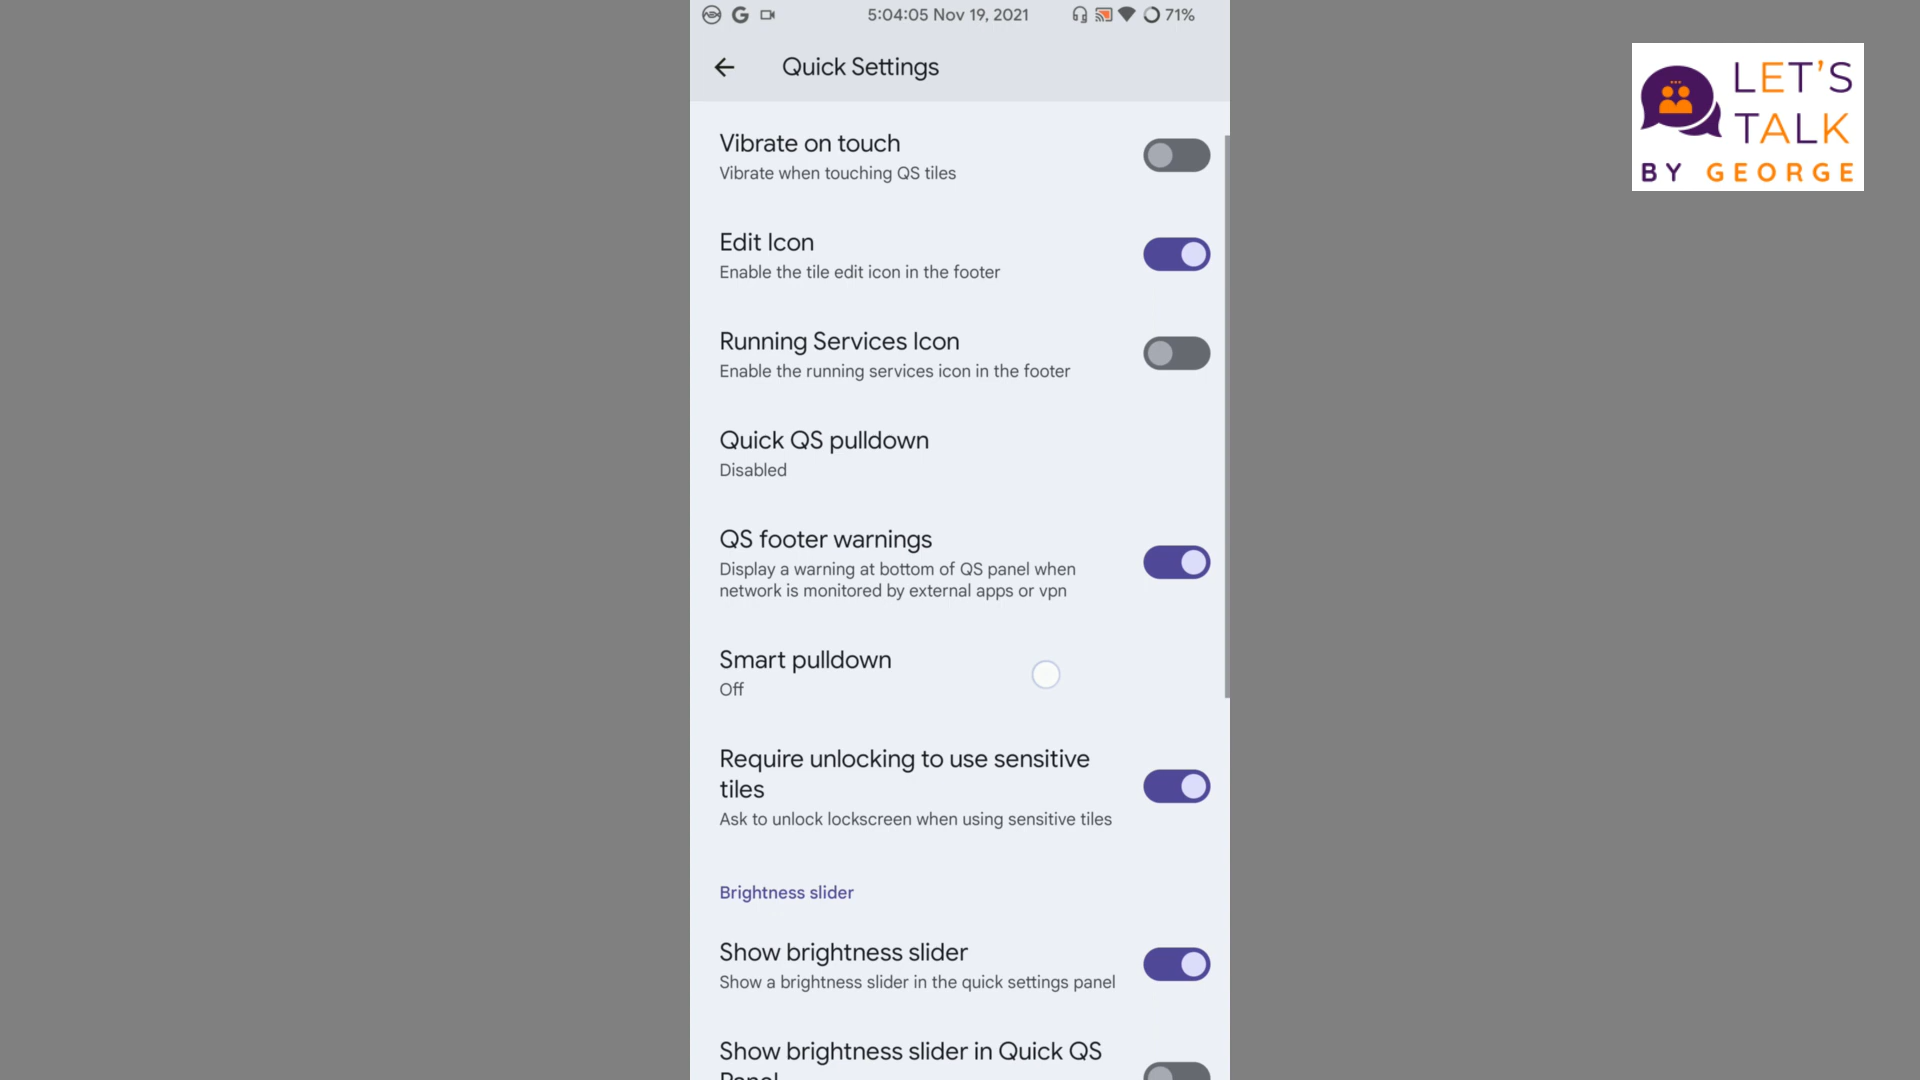 5:04:05 Nov 19, 2021
71%
Quick Settings
Vibrate on touch
Vibrate when touching QS tiles
Edit Icon
Enable the tile edit icon in the footer
Running Services Icon
Enable the running services icon in the footer
Quick QS pulldown
Disabled
QS footer warnings
Display a warning at bottom of QS panel when
network is monitored by external apps or vpn
Smart pulldown
Off
Require unlocking to use sensitive
tiles
Ask to unlock lockscreen when using sensitive tiles
Brightness slider
Show brightness slider
Show a brightness slider in the quick settings panel
Show brightness slider in Quick QS
Panel
LET'S
TALK
BY GEORGE